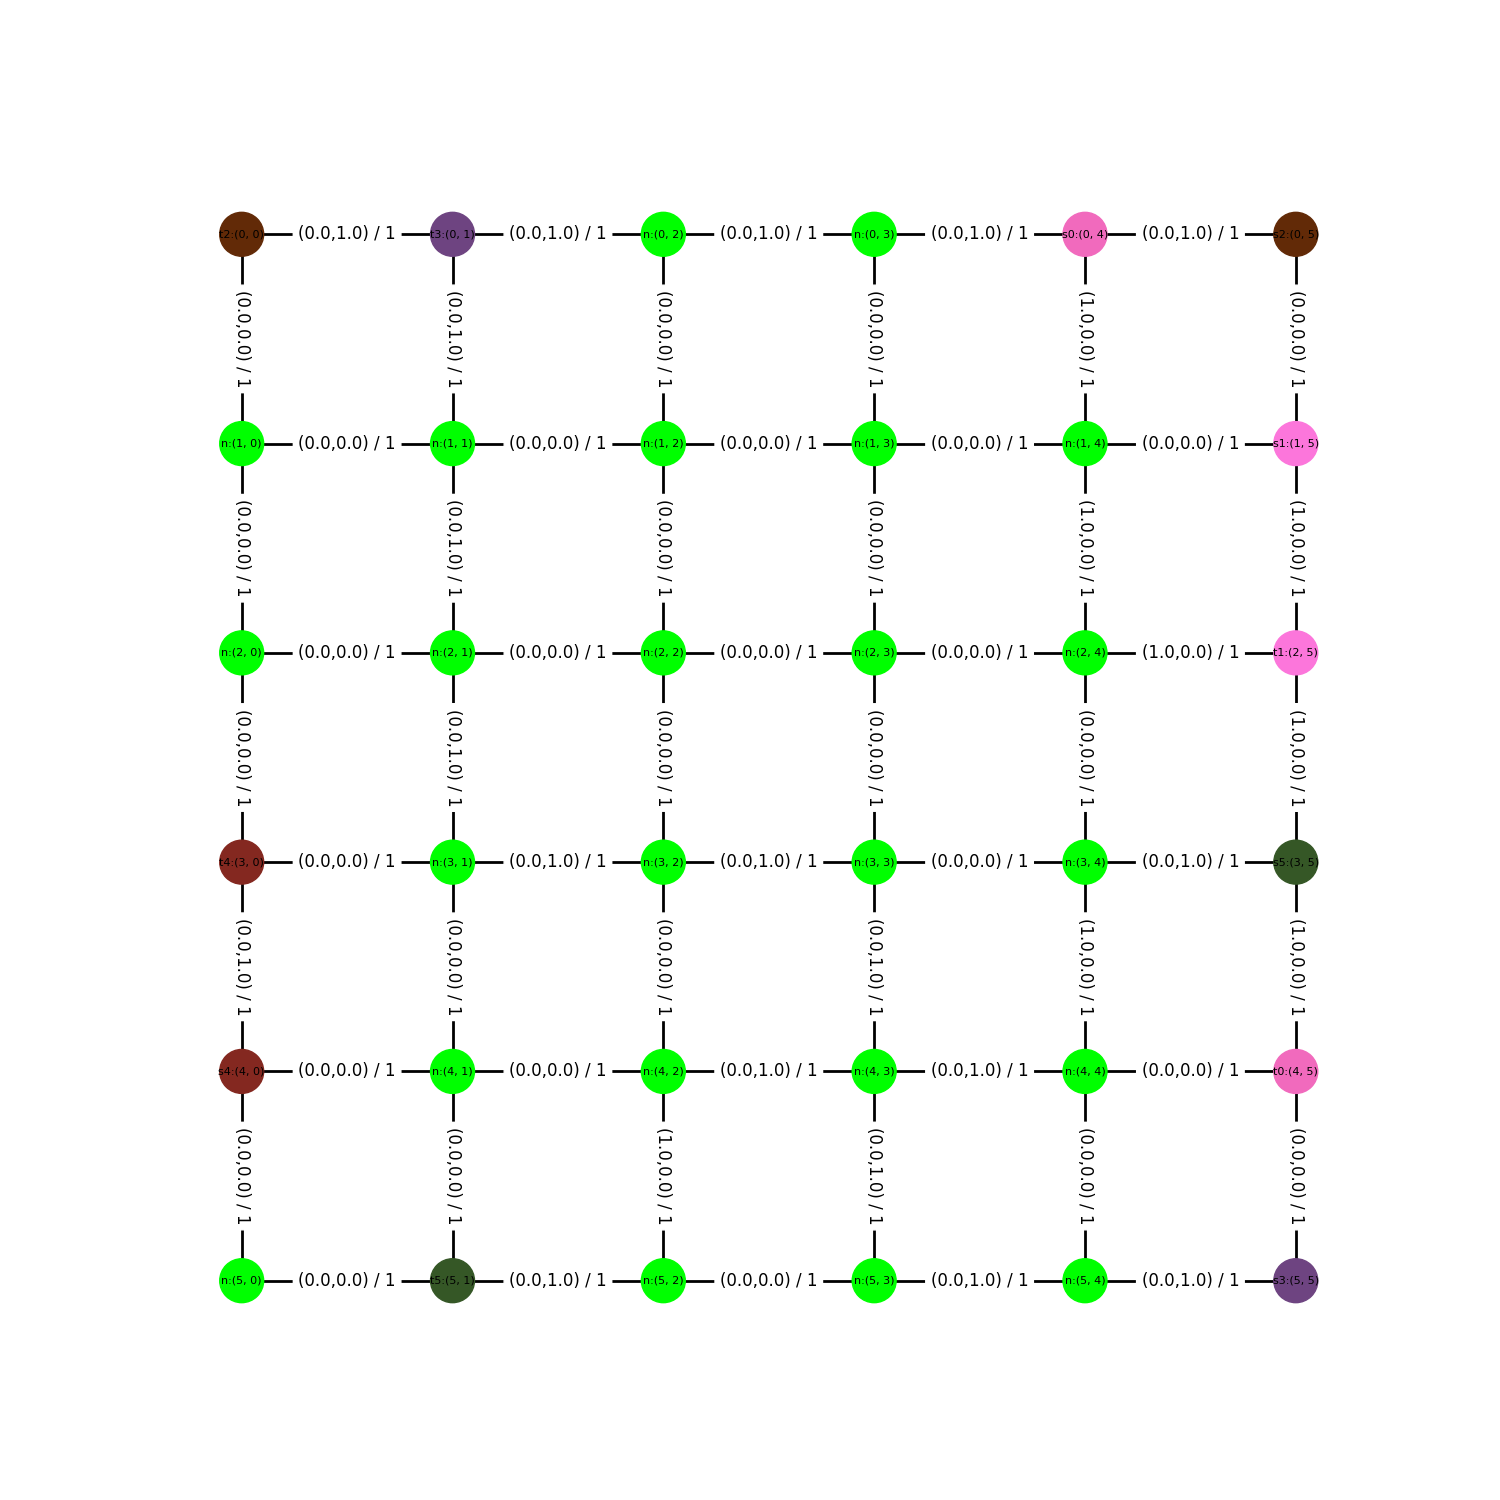 t2:(0, 0) (0.0,1.0) / 1 t3:(0, 1) (0.0,1.0) / 1 n:(0, 2) (0.0,1.0) / 1 n:(0, 3) (0.0,1.0) / 1 s0:(0, 4) (0.0,1.0) / 1 s2:(0, 5)
(0.0,0.0) / 1 (0.0,1.0) / 1 (0.0,0.0) / 1 (0.0,0.0) / 1 (1.0,0.0) / 1 (0.0,0.0) / 1
n:(1, 0) (0.0,0.0) / 1 n:(1, 1) (0.0,0.0) / 1 n:(1, 2) (0.0,0.0) / 1 n:(1, 3) (0.0,0.0) / 1 n:(1, 4) (0.0,0.0) / 1 s1:(1, 5)
(0.0,0.0) / 1 (0.0,1.0) / 1 (0.0,0.0) / 1 (0.0,0.0) / 1 (1.0,0.0) / 1 (1.0,0.0) / 1
n:(2, 0) (0.0,0.0) / 1 n:(2, 1) (0.0,0.0) / 1 n:(2, 2) (0.0,0.0) / 1 n:(2, 3) (0.0,0.0) / 1 n:(2, 4) (1.0,0.0) / 1 t1:(2, 5)
(0.0,0.0) / 1 (0.0,1.0) / 1 (0.0,0.0) / 1 (0.0,0.0) / 1 (0.0,0.0) / 1 (1.0,0.0) / 1
t4:(3, 0) (0.0,0.0) / 1 n:(3, 1) (0.0,1.0) / 1 n:(3, 2) (0.0,1.0) / 1 n:(3, 3) (0.0,0.0) / 1 n:(3, 4) (0.0,1.0) / 1 s5:(3, 5)
(0.0,1.0) / 1 (0.0,0.0) / 1 (0.0,0.0) / 1 (0.0,1.0) / 1 (1.0,0.0) / 1 (1.0,0.0) / 1
s4:(4, 0) (0.0,0.0) / 1 n:(4, 1) (0.0,0.0) / 1 n:(4, 2) (0.0,1.0) / 1 n:(4, 3) (0.0,1.0) / 1 n:(4, 4) (0.0,0.0) / 1 t0:(4, 5)
(0.0,0.0) / 1 (0.0,0.0) / 1 (1.0,0.0) / 1 (0.0,1.0) / 1 (0.0,0.0) / 1 (0.0,0.0) / 1
n:(5, 0) (0.0,0.0) / 1 t5:(5, 1) (0.0,1.0) / 1 n:(5, 2) (0.0,0.0) / 1 n:(5, 3) (0.0,1.0) / 1 n:(5, 4) (0.0,1.0) / 1 s3:(5, 5)